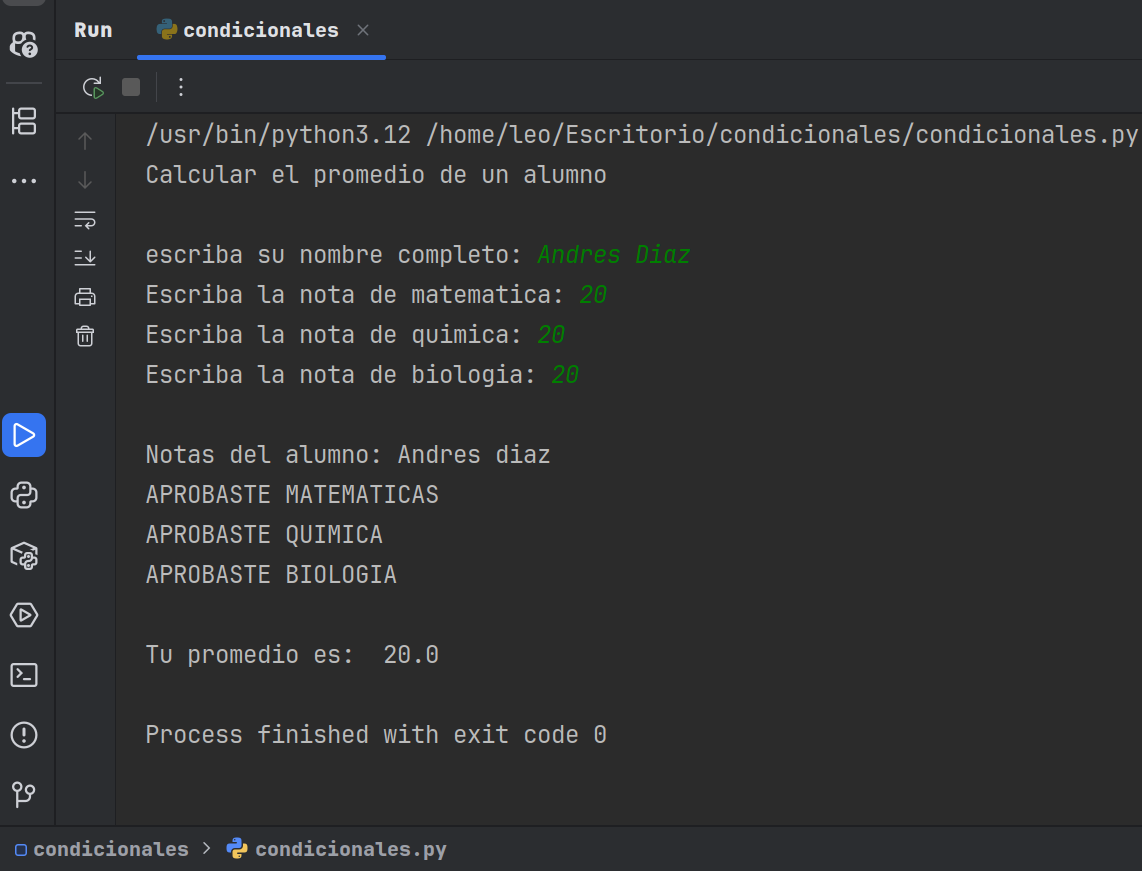 Run condicionales
/usr/bin/python3.12 /home/leo/Escritorio/condicionales/condicionales.py
Calcular el promedio de un alumno
escriba su nombre completo: Andres Diaz
Escriba la nota de matematica: 20
Escriba la nota de quimica: 20
Escriba la nota de biologia: 20
Notas del alumno: Andres diaz
APROBASTE MATEMATICAS
APROBASTE QUIMICA
APROBASTE BIOLOGIA
Tu promedio es:  20.0
Process finished with exit code 0
condicionales > condicionales.py